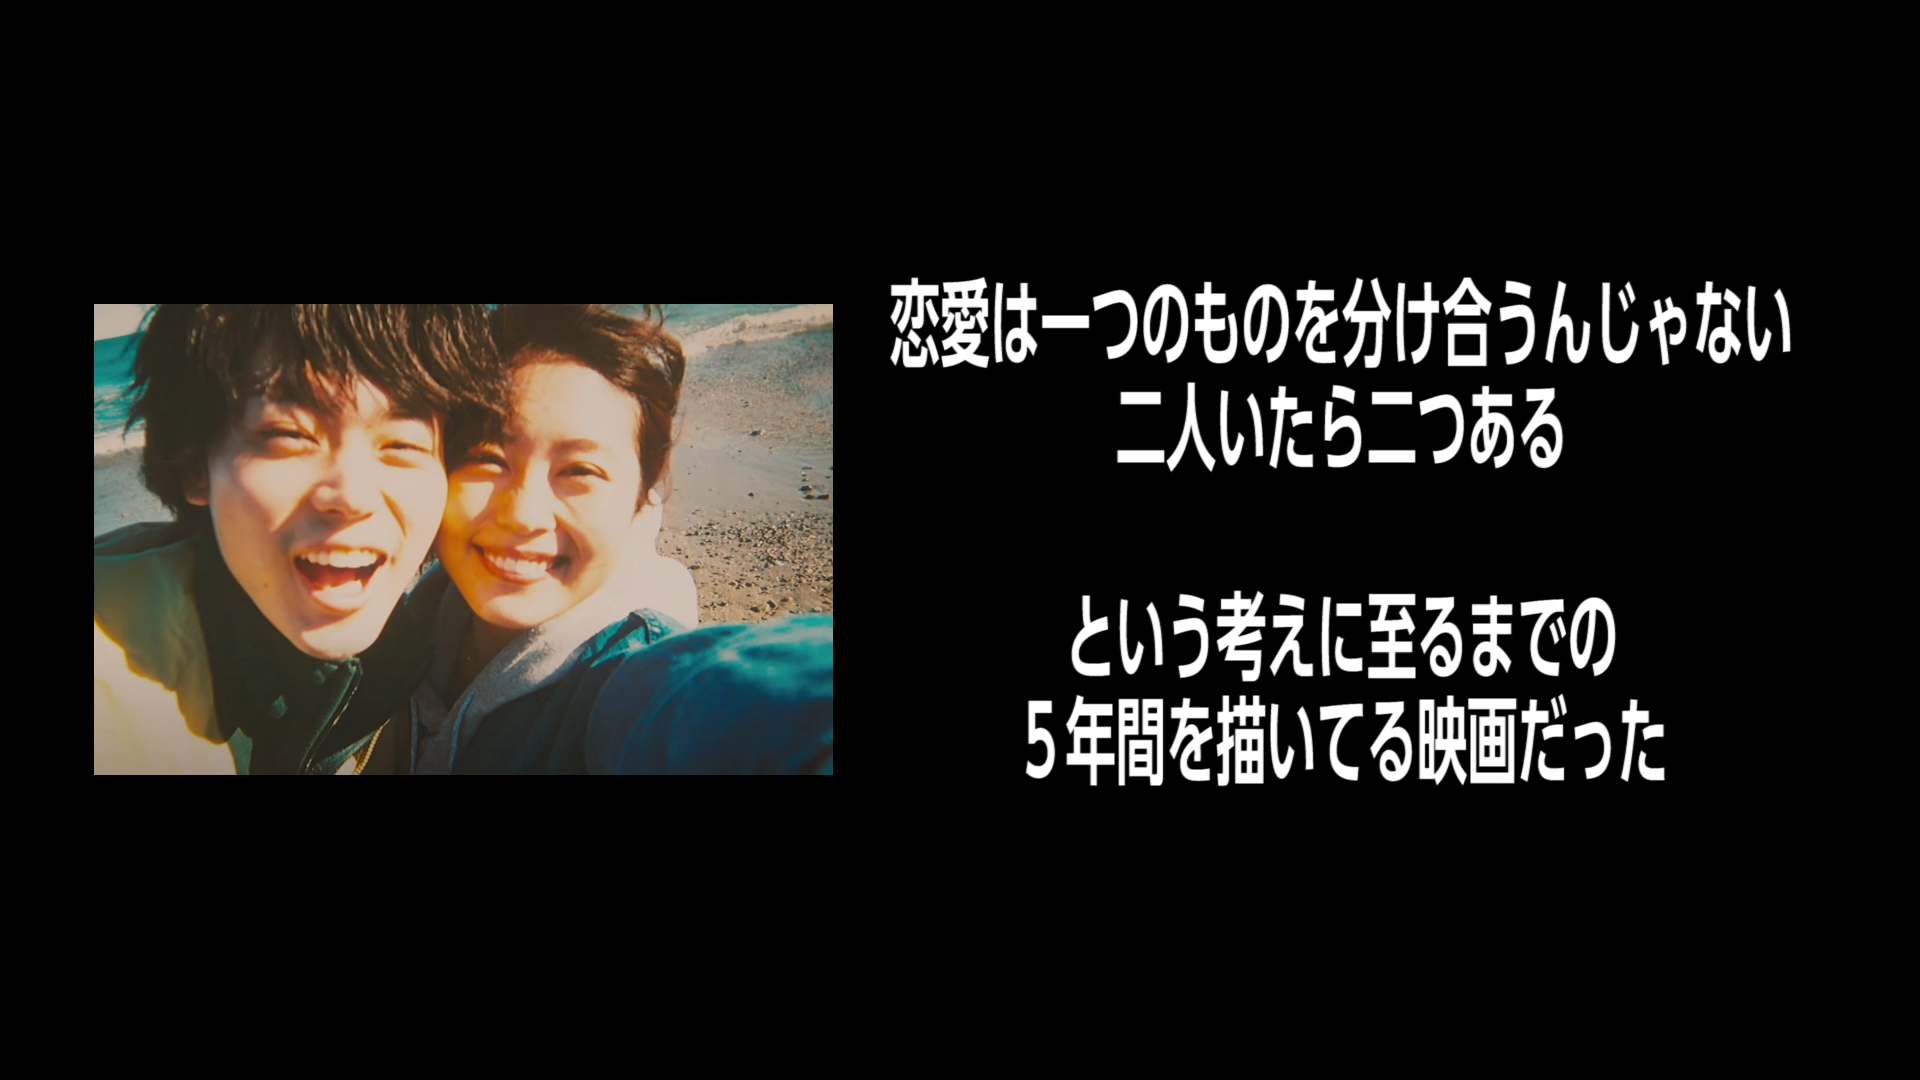 恋愛は一つのものを分け合うんじゃない
二人いたら二つある
という考えに至るまでの
５年間を描いてる映画だった